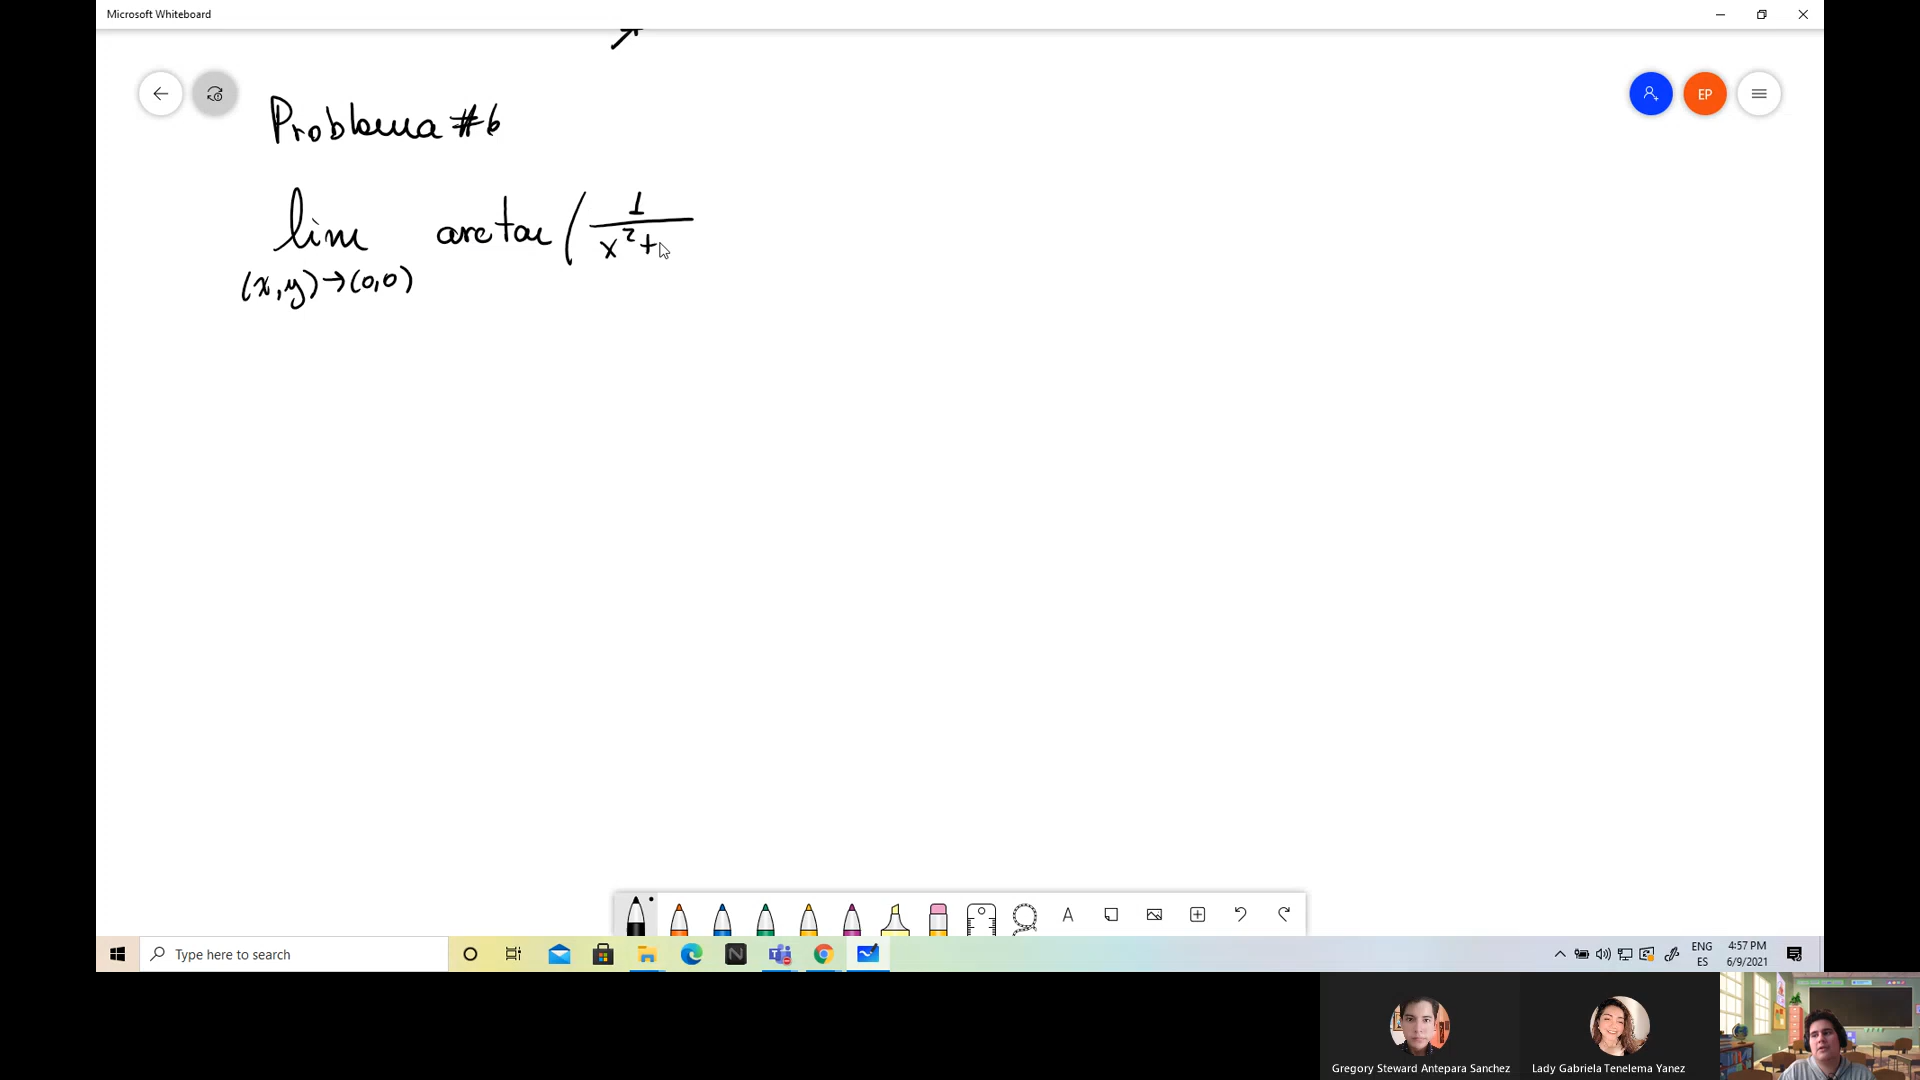 Microsoft Whiteboard
EP
Problema #6
lim arctan ( 1 / x² +
(x,y)→(0,0)
A
N
Type here to search
ENG
ES
4:57 PM
6/9/2021
Gregory Steward Antepara Sanchez
Lady Gabriela Tenelema Yanez